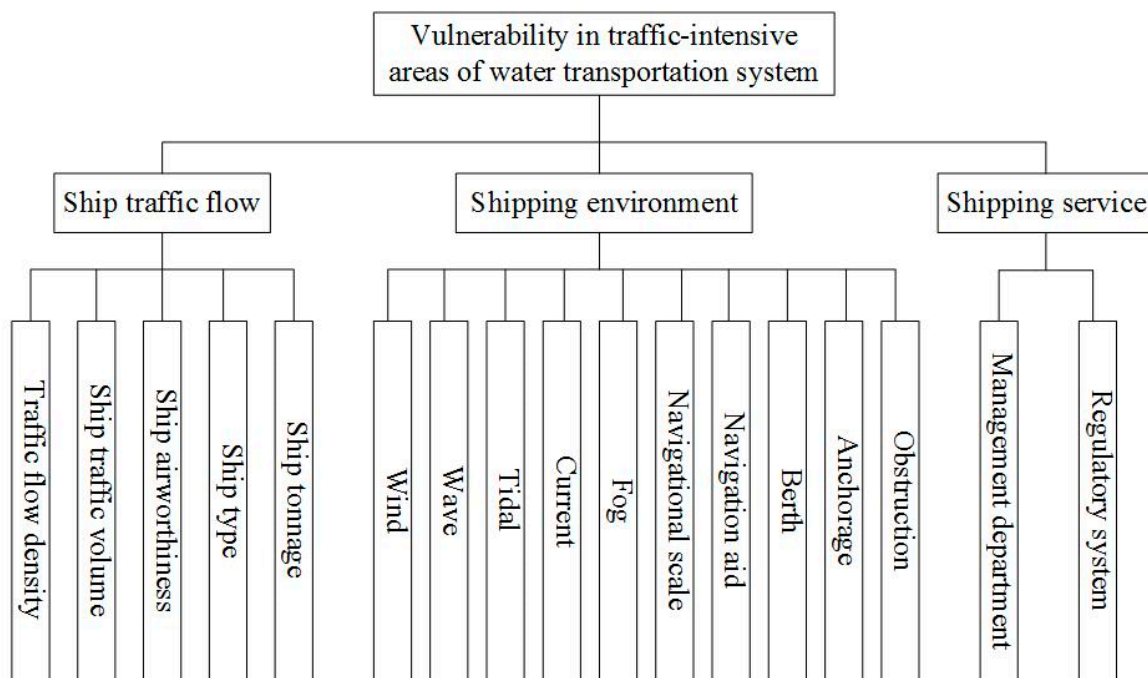 Vulnerability in traffic-intensive
areas of water transportation system
Ship traffic flow
Shipping environment
Shipping service
Traffic flow density
Ship traffic volume
Ship airworthiness
Ship type
Ship tonnage
Wind
Wave
Tidal
Current
Fog
Navigational scale
Navigation aid
Berth
Anchorage
Obstruction
Management department
Regulatory system